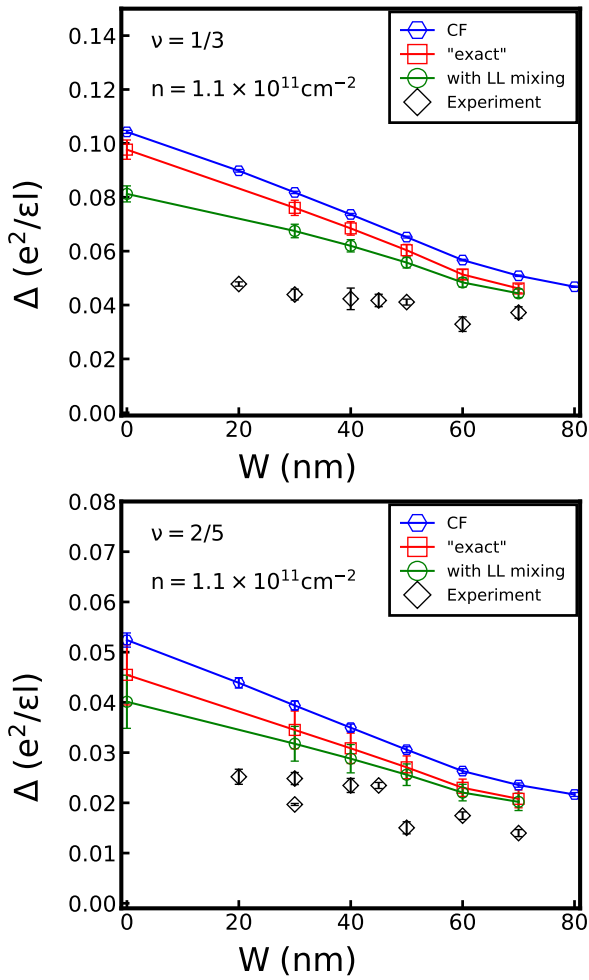 0.14
0.12
0.10
0.08
0.06
0.04
0.02
0.00
Δ (e²/εl)
ν = 1/3
n = 1.1 × 10¹¹cm⁻²
CF
"exact"
with LL mixing
Experiment
0 20 40 60 80
W (nm)
0.08
0.07
0.06
0.05
0.04
0.03
0.02
0.01
0.00
Δ (e²/εl)
ν = 2/5
n = 1.1 × 10¹¹cm⁻²
CF
"exact"
with LL mixing
Experiment
0 20 40 60 80
W (nm)